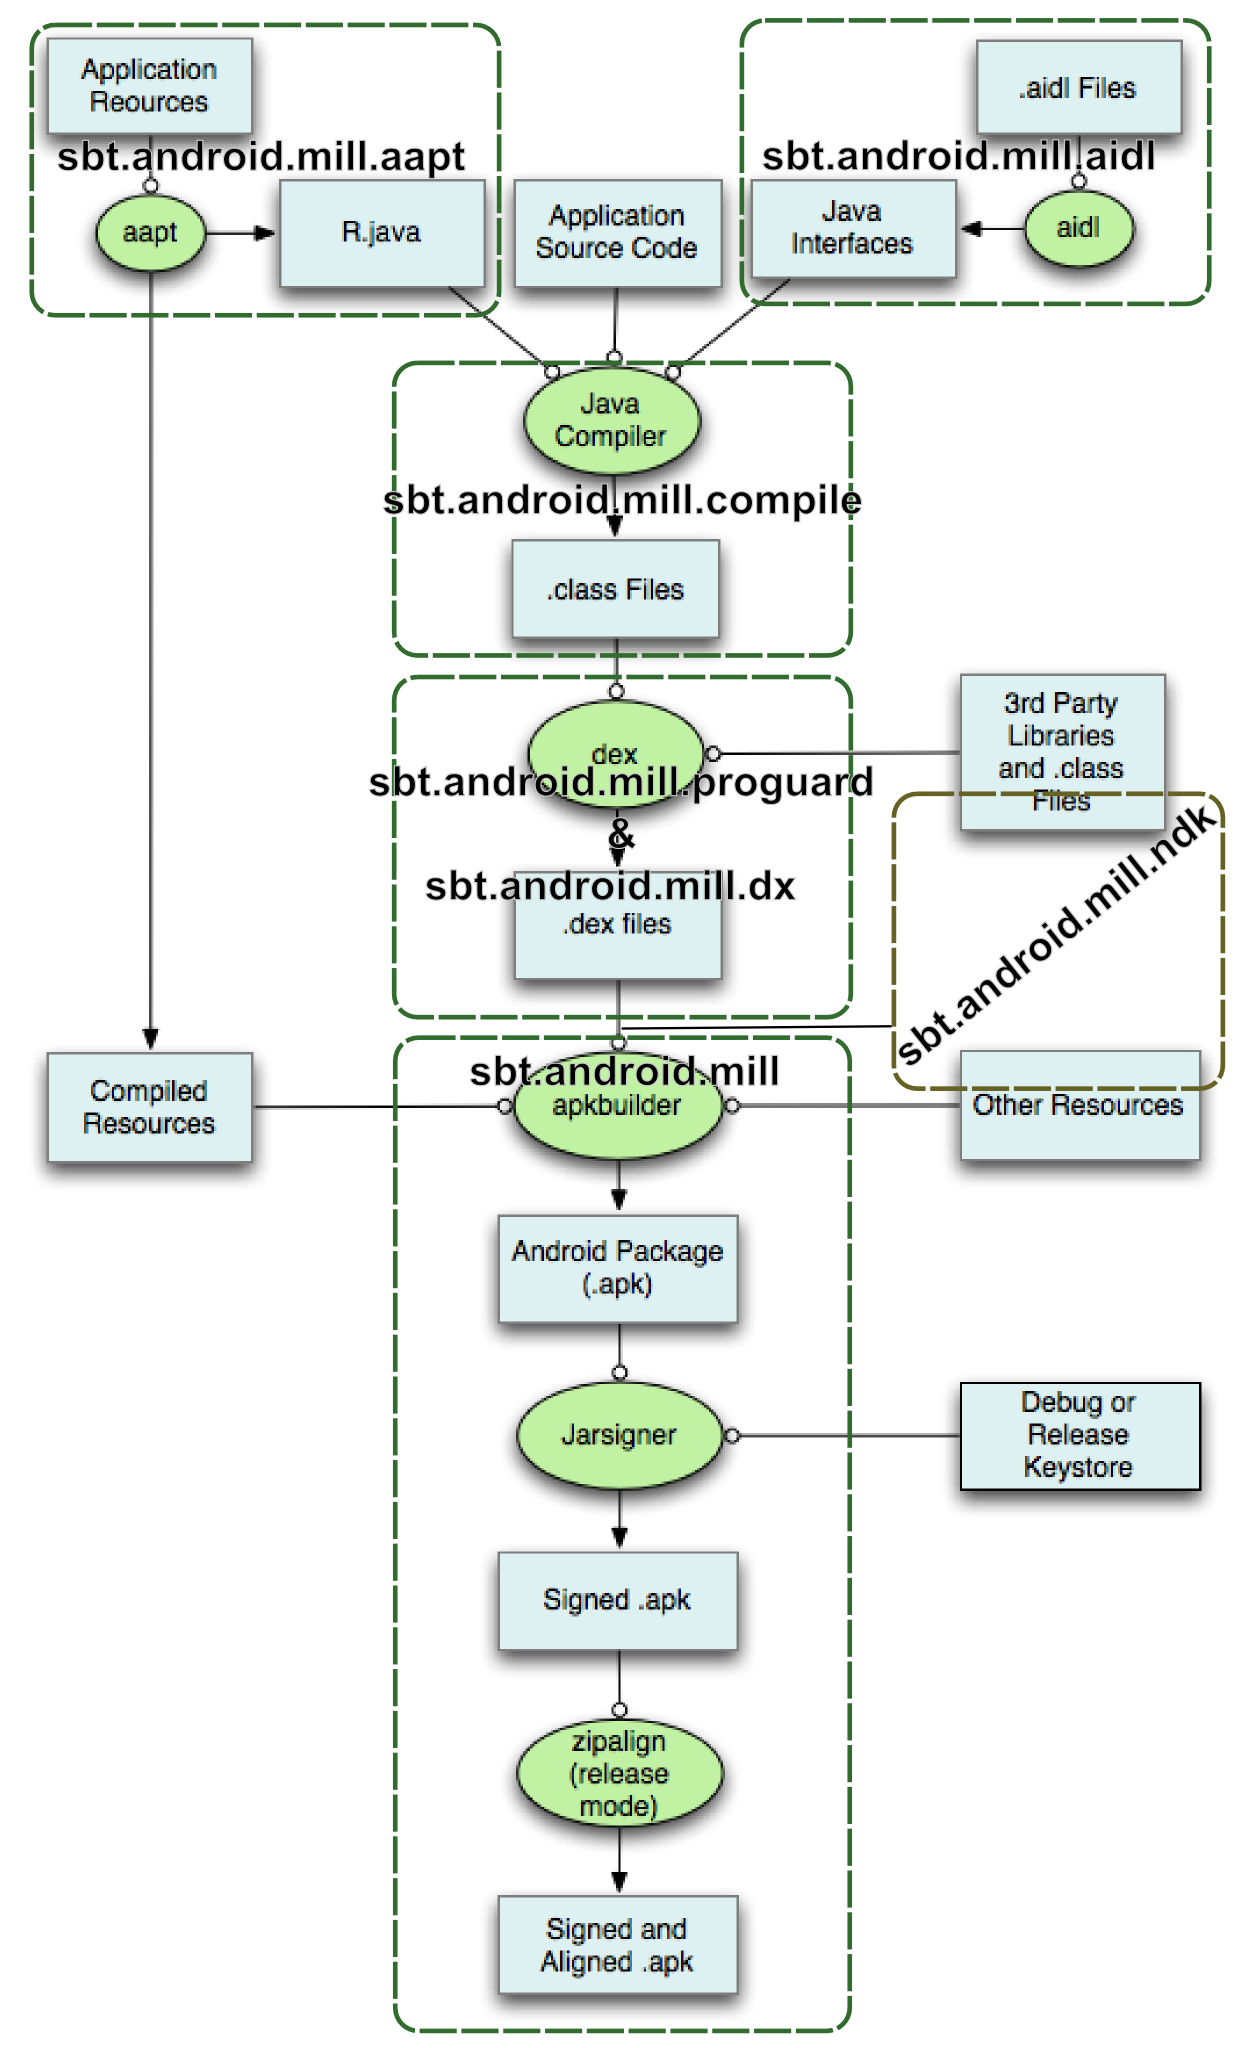 Application
Reources
.aidl Files
sbt.android.mill.aapt
sbt.android.mill.aidl
aapt
R.java
Application
Source Code
Java
Interfaces
aidl
Java
Compiler
sbt.android.mill.compile
.class Files
3rd Party
Libraries
and .class
Files
dex
sbt.android.mill.proguard
&
sbt.android.mill.dx
.dex files
sbt.android.mill.ndk
Compiled
Resources
sbt.android.mill
apkbuilder
Other Resources
Android Package
(.apk)
Jarsigner
Debug or
Release
Keystore
Signed .apk
zipalign
(release
mode)
Signed and
Aligned .apk